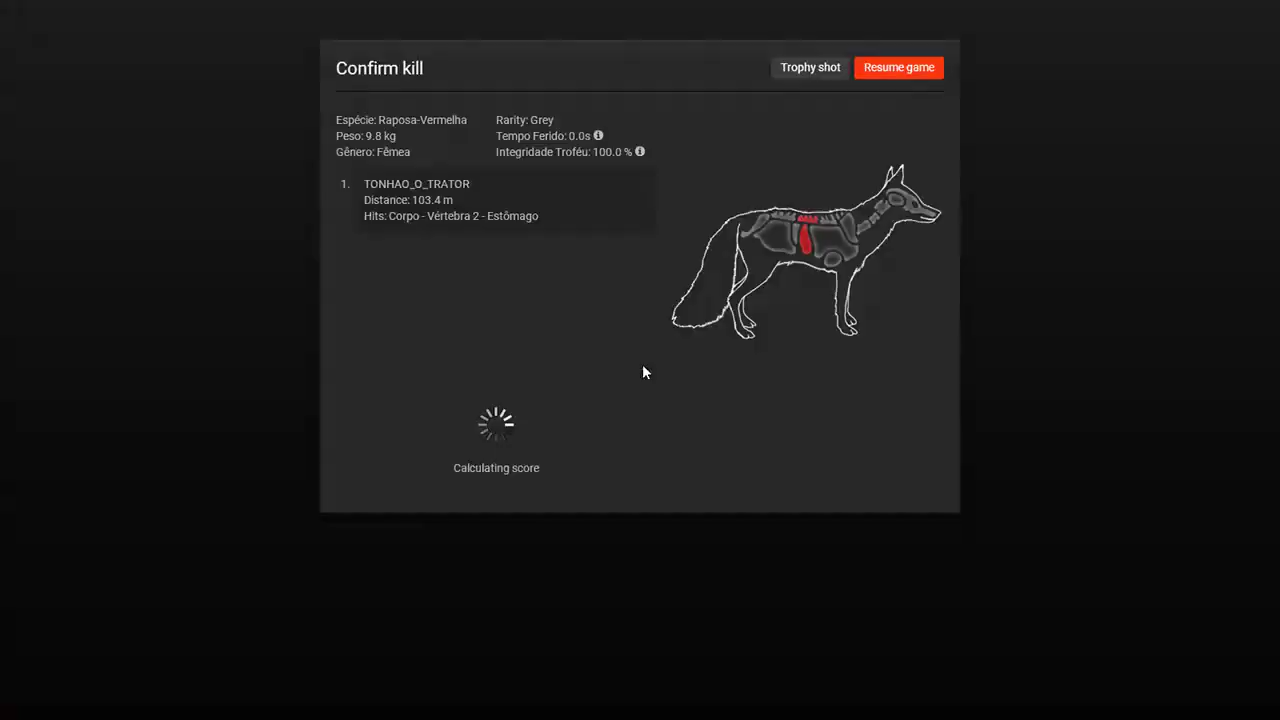 Confirm kill
Trophy shot
Resume game
Espécie: Raposa-Vermelha
Rarity: Grey
Peso: 9.8 kg
Tempo Ferido: 0.0s
Gênero: Fêmea
Integridade Troféu: 100.0 %
1. TONHAO_O_TRATOR
Distance: 103.4 m
Hits: Corpo - Vértebra 2 - Estômago
Calculating score